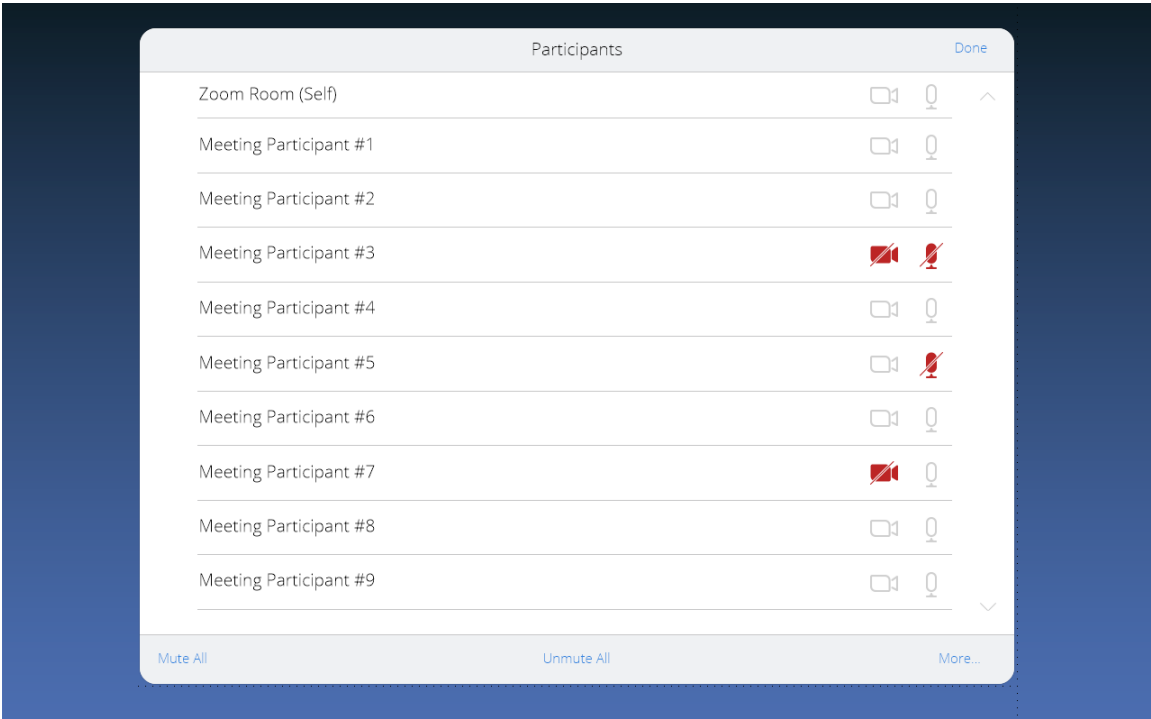 Participants Done
Zoom Room (Self)
Meeting Participant #1
Meeting Participant #2
Meeting Participant #3
Meeting Participant #4
Meeting Participant #5
Meeting Participant #6
Meeting Participant #7
Meeting Participant #8
Meeting Participant #9
Mute All Unmute All More...